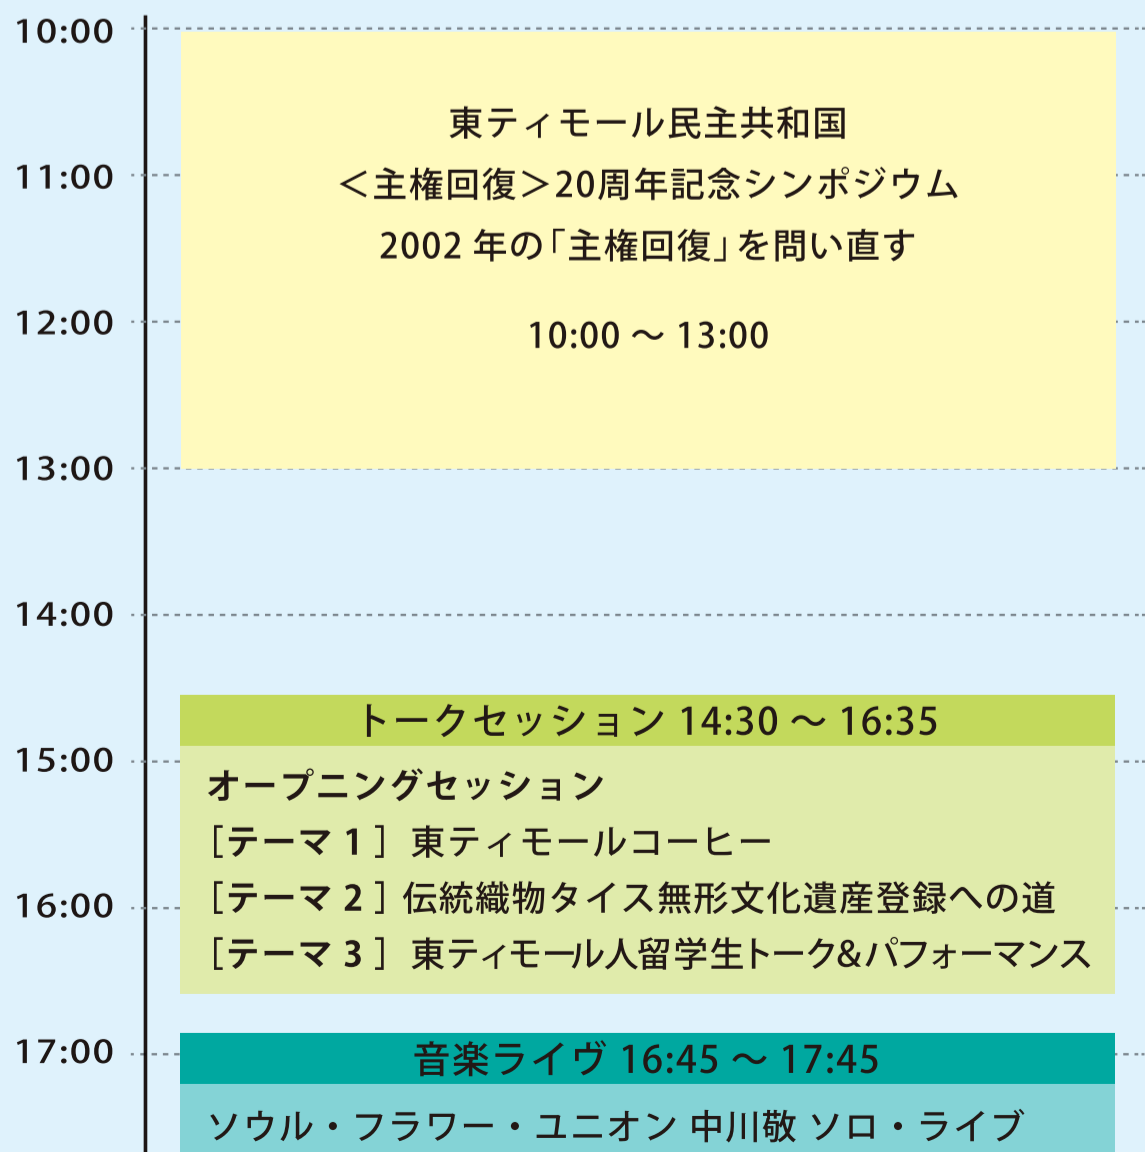 10:00
東ティモール民主共和国
11:00
＜主権回復＞20周年記念シンポジウム
2002 年の「主権回復」を問い直す
12:00
10:00 ～ 13:00
13:00
14:00
トークセッション 14:30 ～ 16:35
15:00
オープニングセッション
［テーマ 1 ］ 東ティモールコーヒー
16:00
［テーマ 2 ］伝統織物タイス無形文化遺産登録への道
［テーマ 3 ］ 東ティモール人留学生トーク&パフォーマンス
17:00
音楽ライヴ 16:45 ～ 17:45
ソウル・フラワー・ユニオン 中川敬 ソロ・ライブ